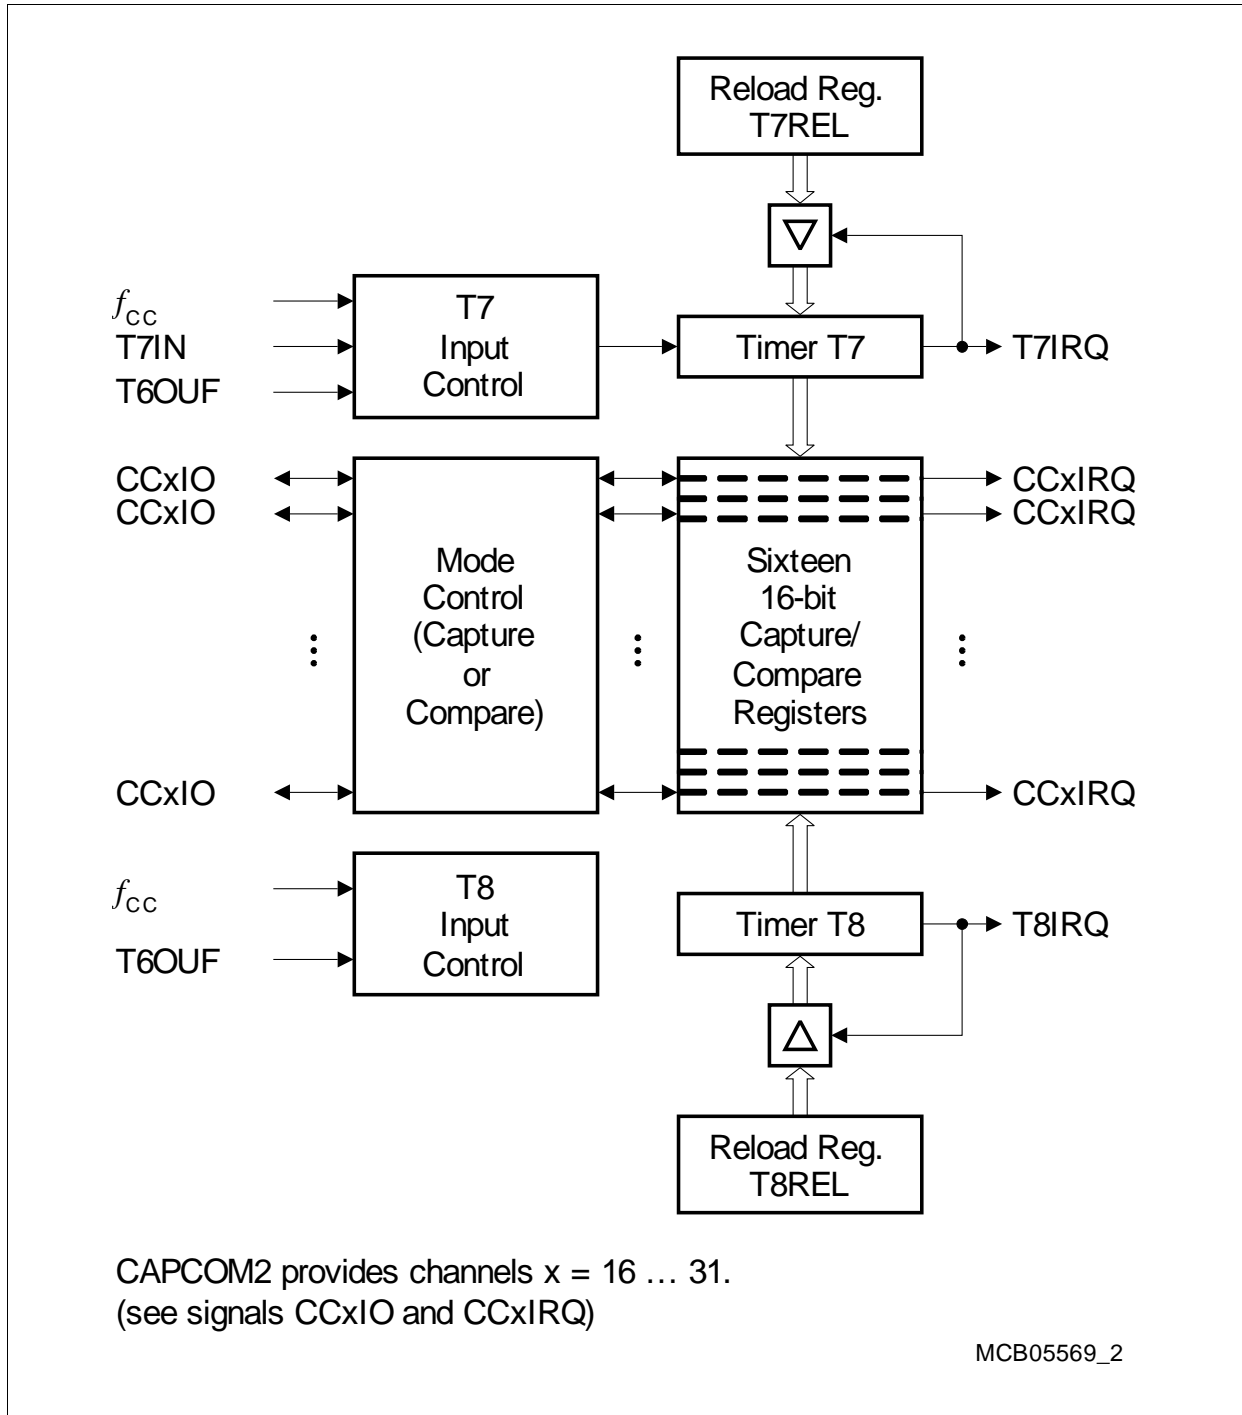 Reload Reg.
T7REL
f CC
T7IN
T6OUF
T7
Input
Control
Timer T7
T7IRQ
CCxIO
CCxIO
CCxIO
Mode
Control
(Capture
or
Compare)
Sixteen
16-bit
Capture/
Compare
Registers
CCxIRQ
CCxIRQ
CCxIRQ
f CC
T6OUF
T8
Input
Control
Timer T8
T8IRQ
Reload Reg.
T8REL
CAPCOM2 provides channels x = 16 … 31.
(see signals CCxIO and CCxIRQ)
MCB05569_2